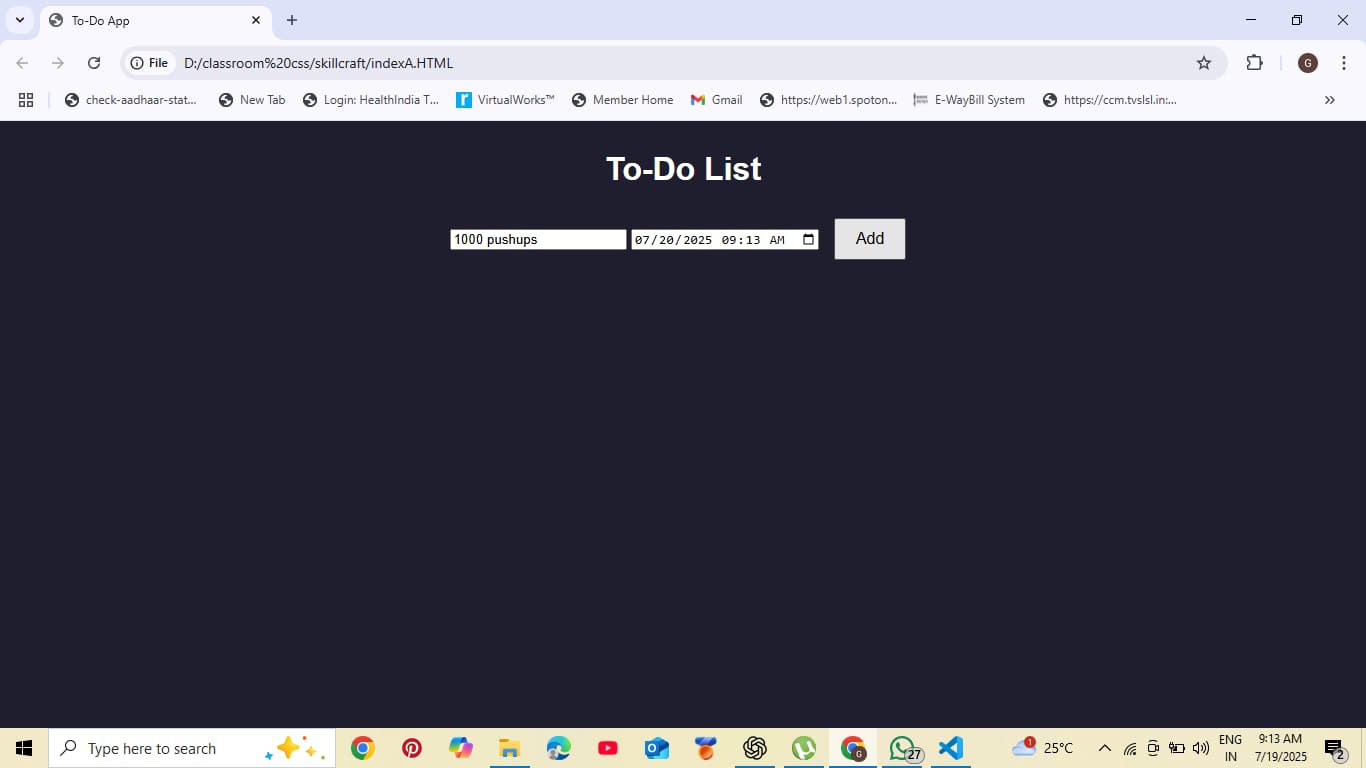 To-Do App
File D:/classroom%20css/skillcraft/indexA.HTML
G
check-aadhaar-stat... New Tab Login: HealthIndia T... VirtualWorks™ Member Home Gmail https://web1.spoton... E-WayBill System https://ccm.tvslsl.in:...
To-Do List
1000 pushups 07/20/2025 09:13 AM Add
Type here to search G 27 1 25°C ENG IN 9:13 AM 7/19/2025 2